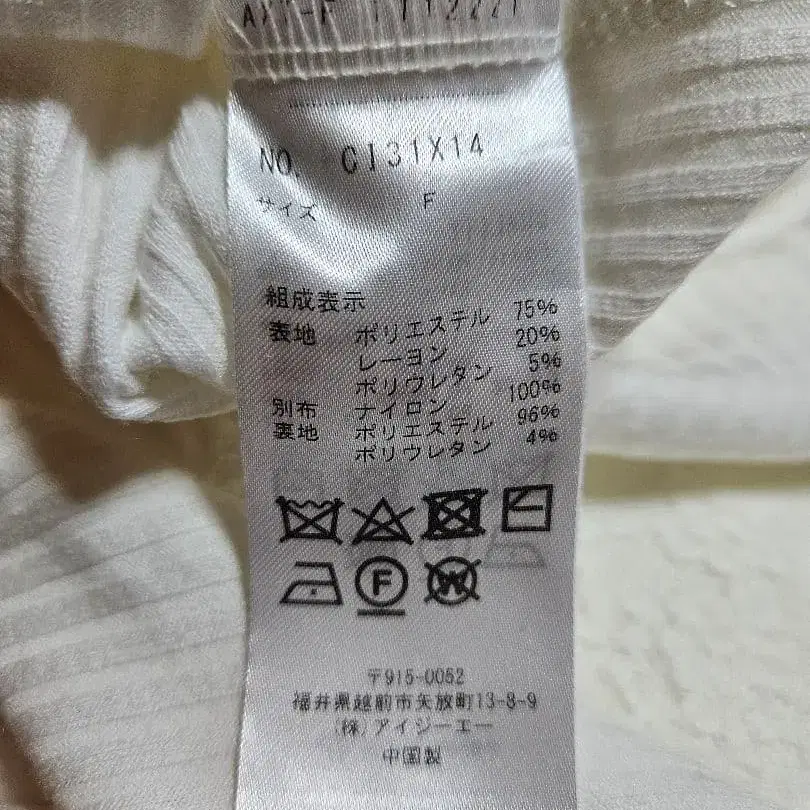 NO. CI31X14
サイズ F
組成表示
表地 ポリエステル 75%
レーヨン 20%
ポリウレタン 5%
別布 ナイロン 100%
裏地 ポリエステル 96%
ポリウレタン 4%
F W
〒915-0052
福井県越前市矢放町13-8-9
(株)アイジーエー
中国製